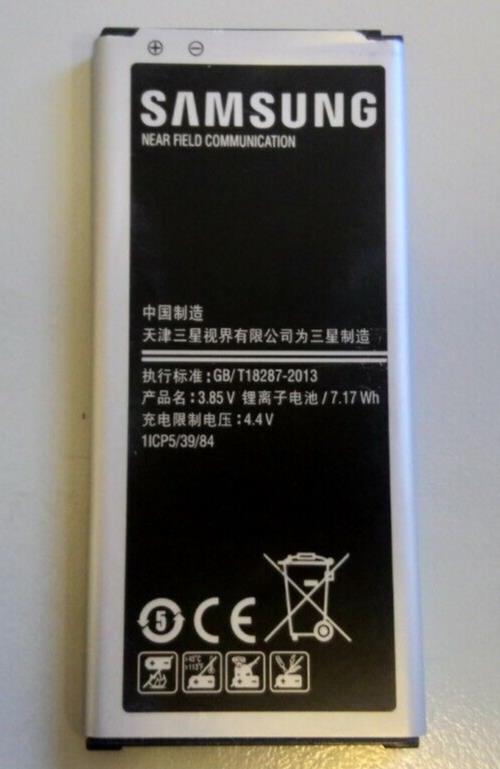 ⊕ ⊖
SAMSUNG
NEAR FIELD COMMUNICATION
中国制造
天津三星视界有限公司为三星制造
执行标准:GB/T18287-2013
产品名:3.85V 锂离子电池/7.17 Wh
充电限制电压:4.4V
1ICP5/39/84
5 CE